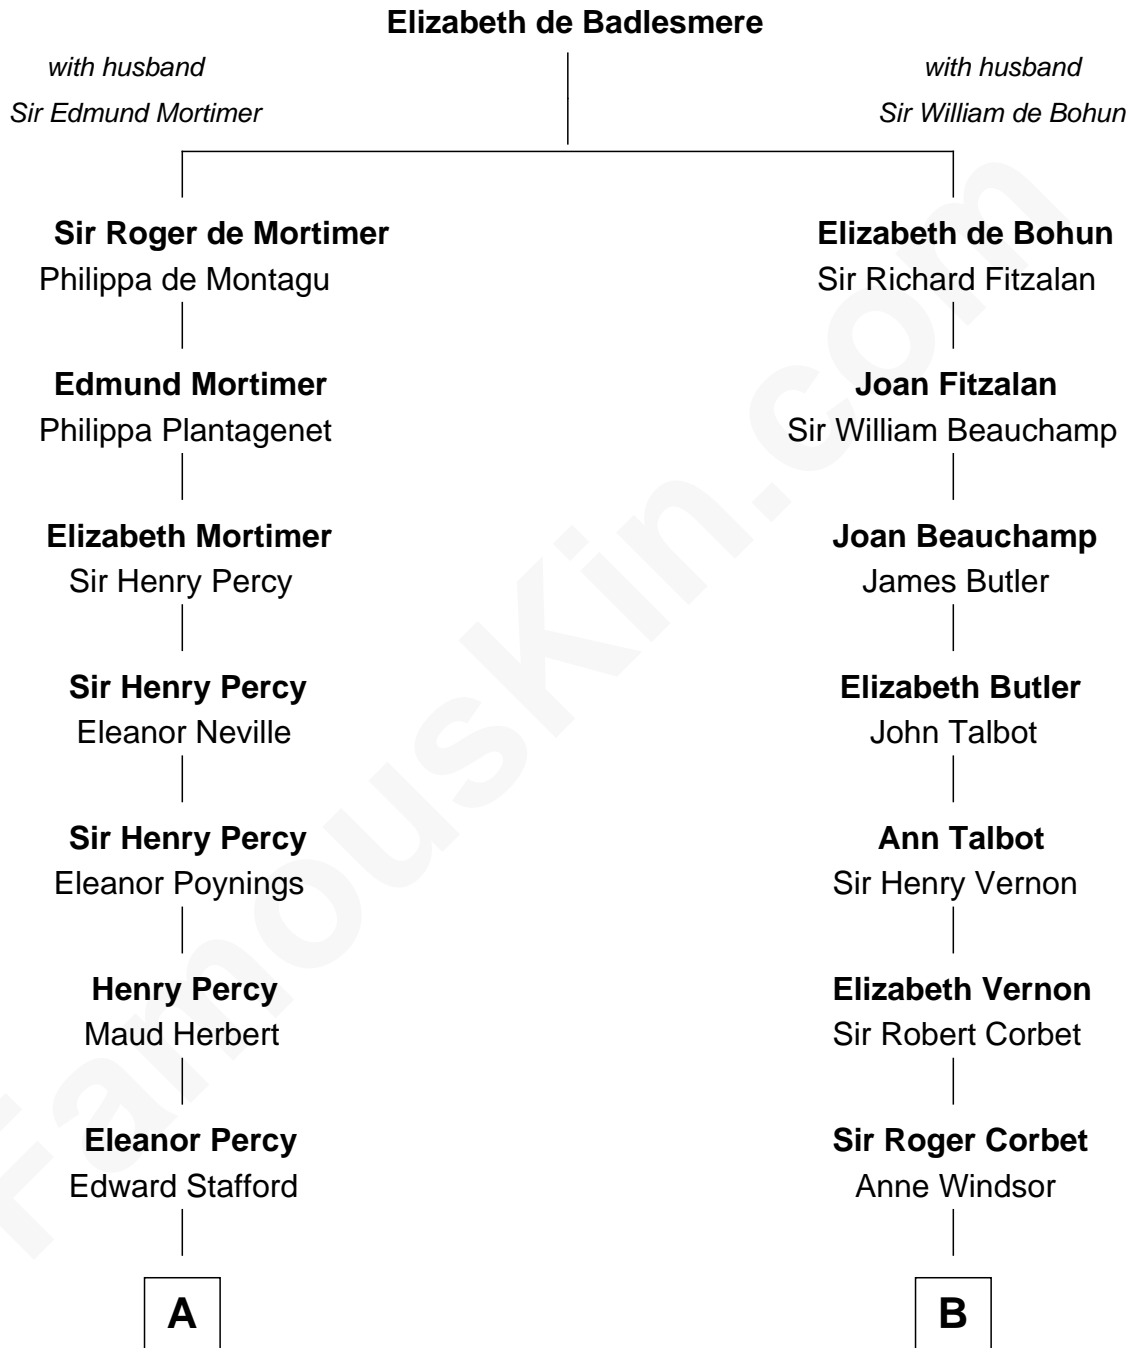 Elizabeth de Badlesmere
with husband
Sir Edmund Mortimer
with husband
Sir William de Bohun
Sir Roger de Mortimer
Philippa de Montagu
Elizabeth de Bohun
Sir Richard Fitzalan
Edmund Mortimer
Philippa Plantagenet
Joan Fitzalan
Sir William Beauchamp
Elizabeth Mortimer
Sir Henry Percy
Joan Beauchamp
James Butler
Sir Henry Percy
Eleanor Neville
Elizabeth Butler
John Talbot
Sir Henry Percy
Eleanor Poynings
Ann Talbot
Sir Henry Vernon
Henry Percy
Maud Herbert
Elizabeth Vernon
Sir Robert Corbet
Eleanor Percy
Edward Stafford
Sir Roger Corbet
Anne Windsor
A
B
FamousKin.com